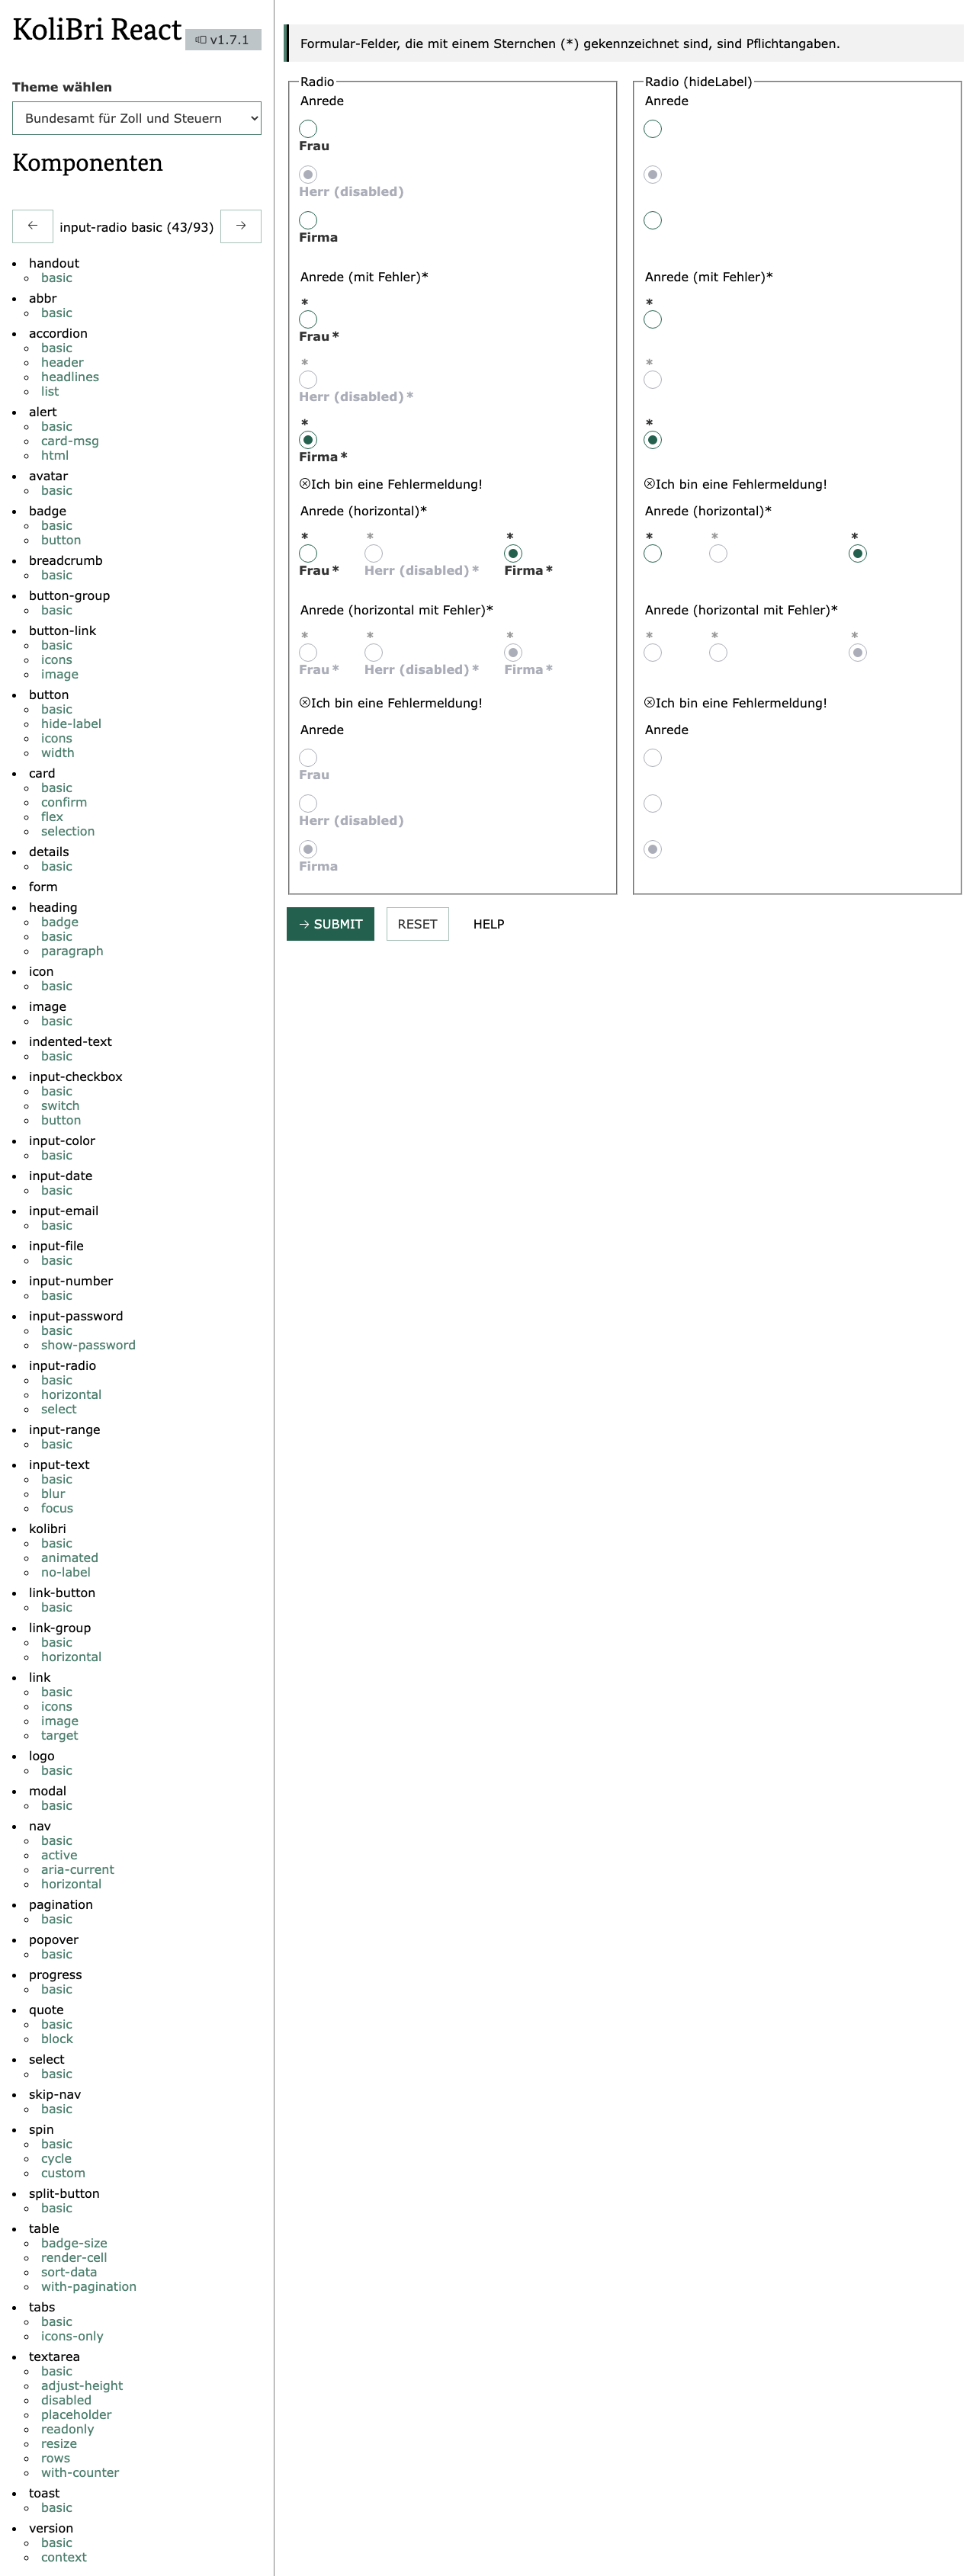 KoliBri React
v1.7.1
Theme wählen
Bundesamt für Zoll und Steuern
Komponenten
← input-radio basic (43/93) →
handout
basic
abbr
basic
accordion
basic
header
headlines
list
alert
basic
card-msg
html
avatar
basic
badge
basic
button
breadcrumb
basic
button-group
basic
button-link
basic
icons
image
button
basic
hide-label
icons
width
card
basic
confirm
flex
selection
details
basic
form
heading
badge
basic
paragraph
icon
basic
image
basic
indented-text
basic
input-checkbox
basic
switch
button
input-color
basic
input-date
basic
input-email
basic
input-file
basic
input-number
basic
input-password
basic
show-password
input-radio
basic
horizontal
select
input-range
basic
input-text
basic
blur
focus
kolibri
basic
animated
no-label
link-button
basic
link-group
basic
horizontal
link
basic
icons
image
target
logo
basic
modal
basic
nav
basic
active
aria-current
horizontal
pagination
basic
popover
basic
progress
basic
quote
basic
block
select
basic
skip-nav
basic
spin
basic
cycle
custom
split-button
basic
table
badge-size
render-cell
sort-data
with-pagination
tabs
basic
icons-only
textarea
basic
adjust-height
disabled
placeholder
readonly
resize
rows
with-counter
toast
basic
version
basic
context
Formular-Felder, die mit einem Sternchen (*) gekennzeichnet sind, sind Pflichtangaben.
Radio
Anrede
Frau
Herr (disabled)
Firma
Anrede (mit Fehler)*
*
Frau *
*
Herr (disabled) *
*
Firma *
Ich bin eine Fehlermeldung!
Anrede (horizontal)*
* * *
Frau * Herr (disabled) * Firma *
Anrede (horizontal mit Fehler)*
* * *
Frau * Herr (disabled) * Firma *
Ich bin eine Fehlermeldung!
Anrede
Frau
Herr (disabled)
Firma
Radio (hideLabel)
Anrede
Anrede (mit Fehler)*
*
*
*
Ich bin eine Fehlermeldung!
Anrede (horizontal)*
* * *
Anrede (horizontal mit Fehler)*
* * *
Ich bin eine Fehlermeldung!
Anrede
→ SUBMIT RESET HELP